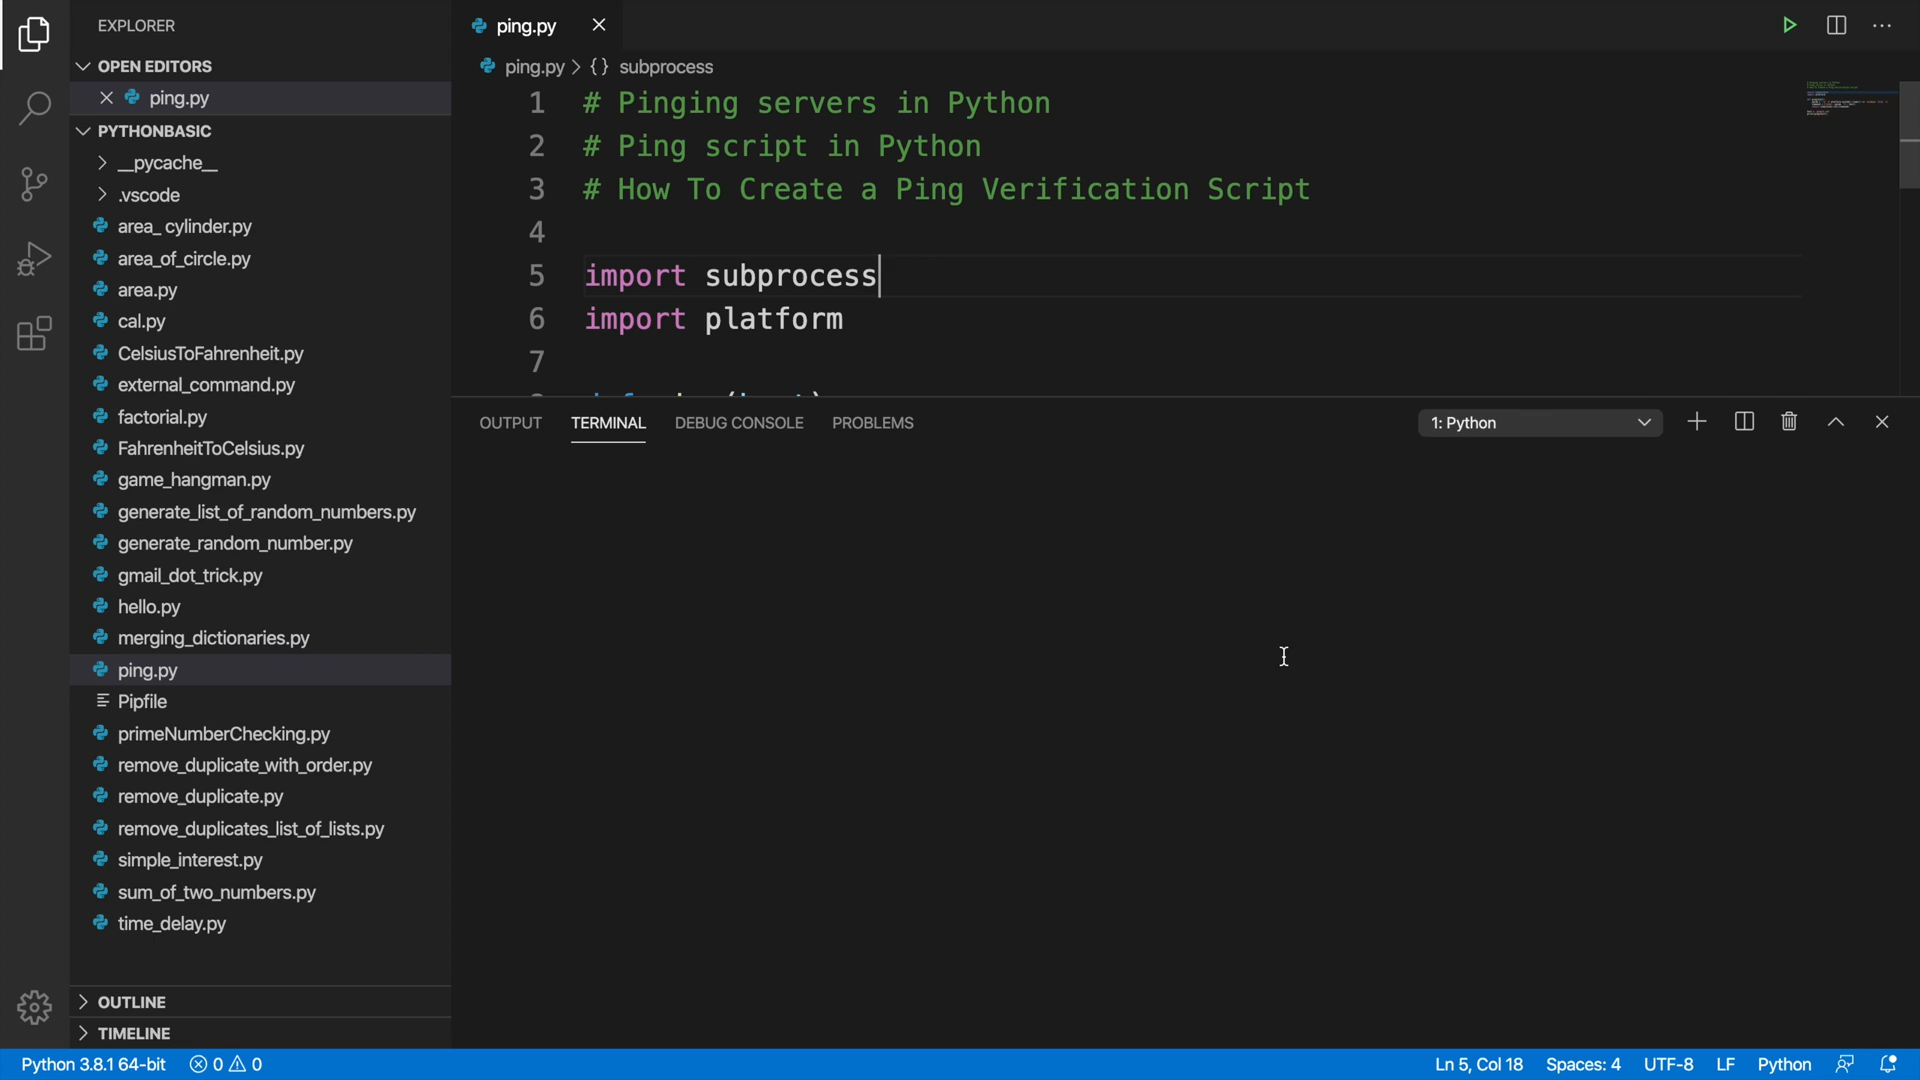 EXPLORER
OPEN EDITORS
ping.py
PYTHONBASIC
__pycache__
.vscode
area_ cylinder.py
area_of_circle.py
area.py
cal.py
CelsiusToFahrenheit.py
external_command.py
factorial.py
FahrenheitToCelsius.py
game_hangman.py
generate_list_of_random_numbers.py
generate_random_number.py
gmail_dot_trick.py
hello.py
merging_dictionaries.py
ping.py
Pipfile
primeNumberChecking.py
remove_duplicate_with_order.py
remove_duplicate.py
remove_duplicates_list_of_lists.py
simple_interest.py
sum_of_two_numbers.py
time_delay.py
OUTLINE
TIMELINE
ping.py
ping.py > {} subprocess
1 # Pinging servers in Python
2 # Ping script in Python
3 # How To Create a Ping Verification Script
4
5 import subprocess
6 import platform
7
OUTPUT TERMINAL DEBUG CONSOLE PROBLEMS 1: Python
Python 3.8.1 64-bit 0 0 Ln 5, Col 18 Spaces: 4 UTF-8 LF Python